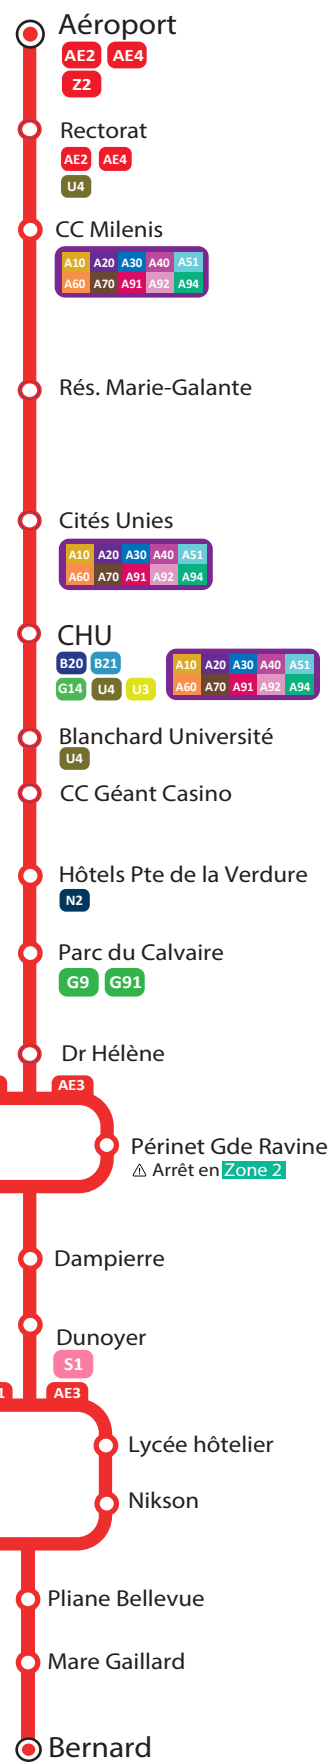 Aéroport
AE2 AE4
Z2
Rectorat
AE2 AE4
U4
CC Milenis
A10 A20 A30 A40 A51
A60 A70 A91 A92 A94
Rés. Marie-Galante
Cités Unies
A10 A20 A30 A40 A51
A60 A70 A91 A92 A94
CHU
B20 B21
G14 U4 U3
A10 A20 A30 A40 A51
A60 A70 A91 A92 A94
Blanchard Université
U4
CC Géant Casino
Hôtels Pte de la Verdure
N2
Parc du Calvaire
G9 G91
Dr Hélène
AE3
Périnet Gde Ravine
⚠ Arrêt en Zone 2
Dampierre
Dunoyer
S1
1 AE3
Lycée hôtelier
Nikson
Pliane Bellevue
Mare Gaillard
Bernard